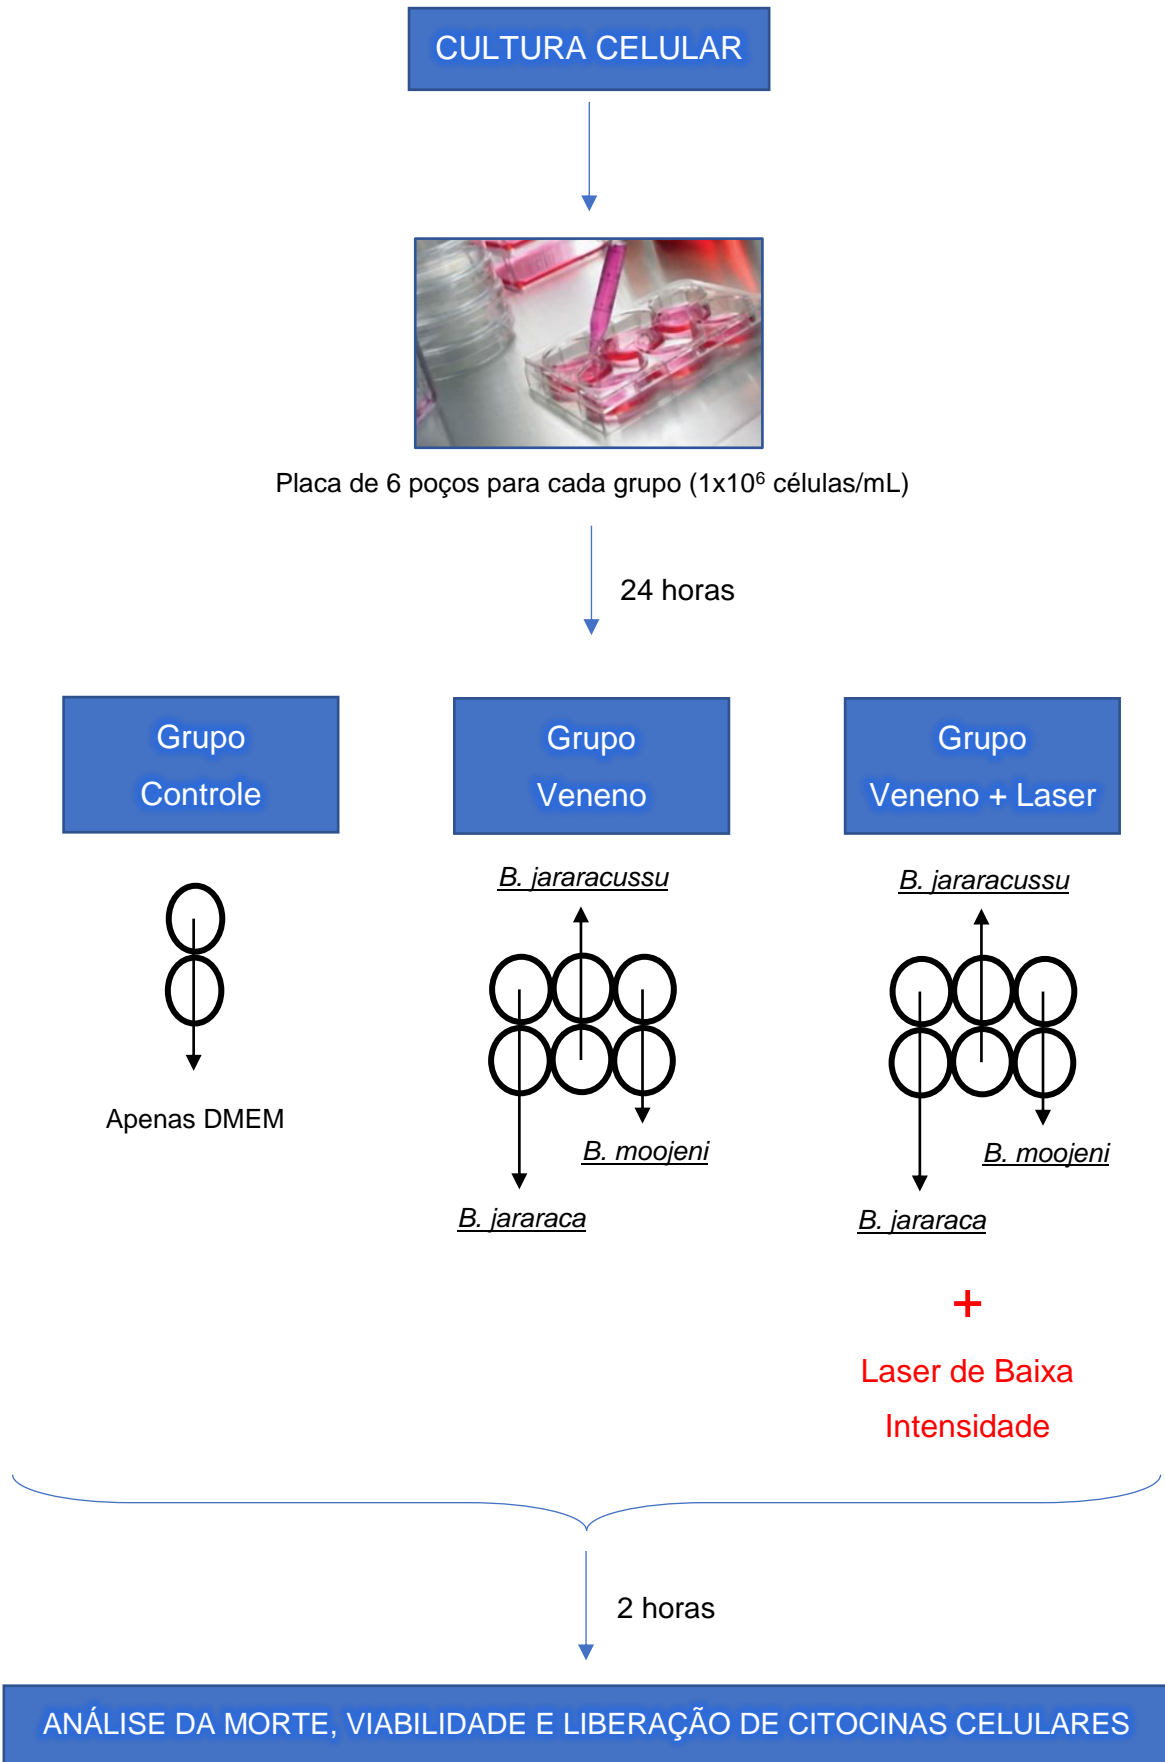 CULTURA CELULAR
Placa de 6 poços para cada grupo (1x10⁶ células/mL)
24 horas
Grupo
Controle
Grupo
Veneno
Grupo
Veneno + Laser
Apenas DMEM
B. jararacussu
B. moojeni
B. jararaca
B. jararacussu
B. moojeni
B. jararaca
+
Laser de Baixa
Intensidade
2 horas
ANÁLISE DA MORTE, VIABILIDADE E LIBERAÇÃO DE CITOCINAS CELULARES